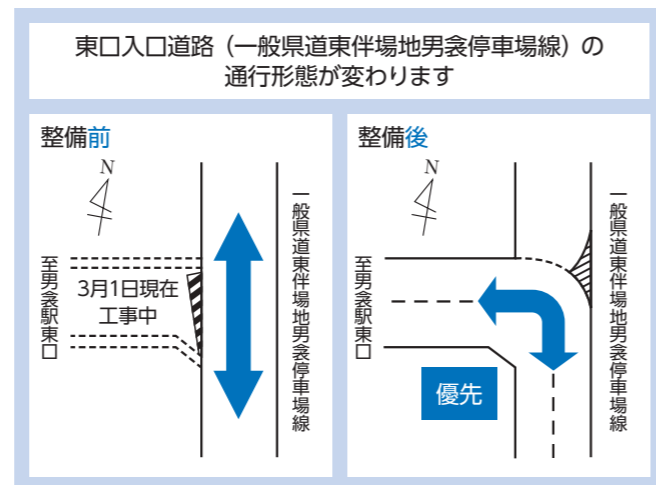 東口入口道路(一般県道東伴場地男衾停車場線)の
通行形態が変わります
整備前
N
至男衾駅東口
3月1日現在
工事中
一般県道東伴場地男衾停車場線
整備後
N
至男衾駅東口
優先
一般県道東伴場地男衾停車場線